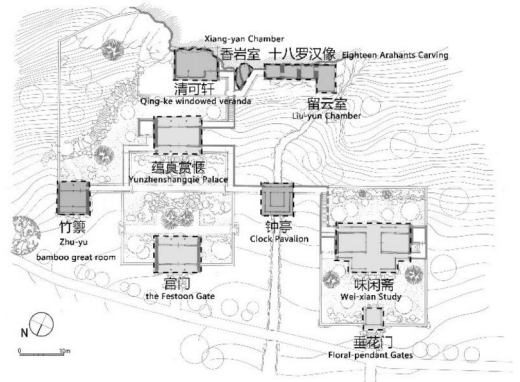 Xiang-yan Chamber
香岩室
十八罗汉像
Eighteen Arahants Carving
清可轩
Qing-ke windowed veranda
留云室
Liu-yun Chamber
蕴真赏惬
Yunzhenshangqie Palace
竹䉨
Zhu-yu
bamboo great room
钟亭
Clock Pavalion
宫门
the Festoon Gate
味闲斋
Wei-xian Study
垂花门
Floral-pendant Gates
N
0 10m